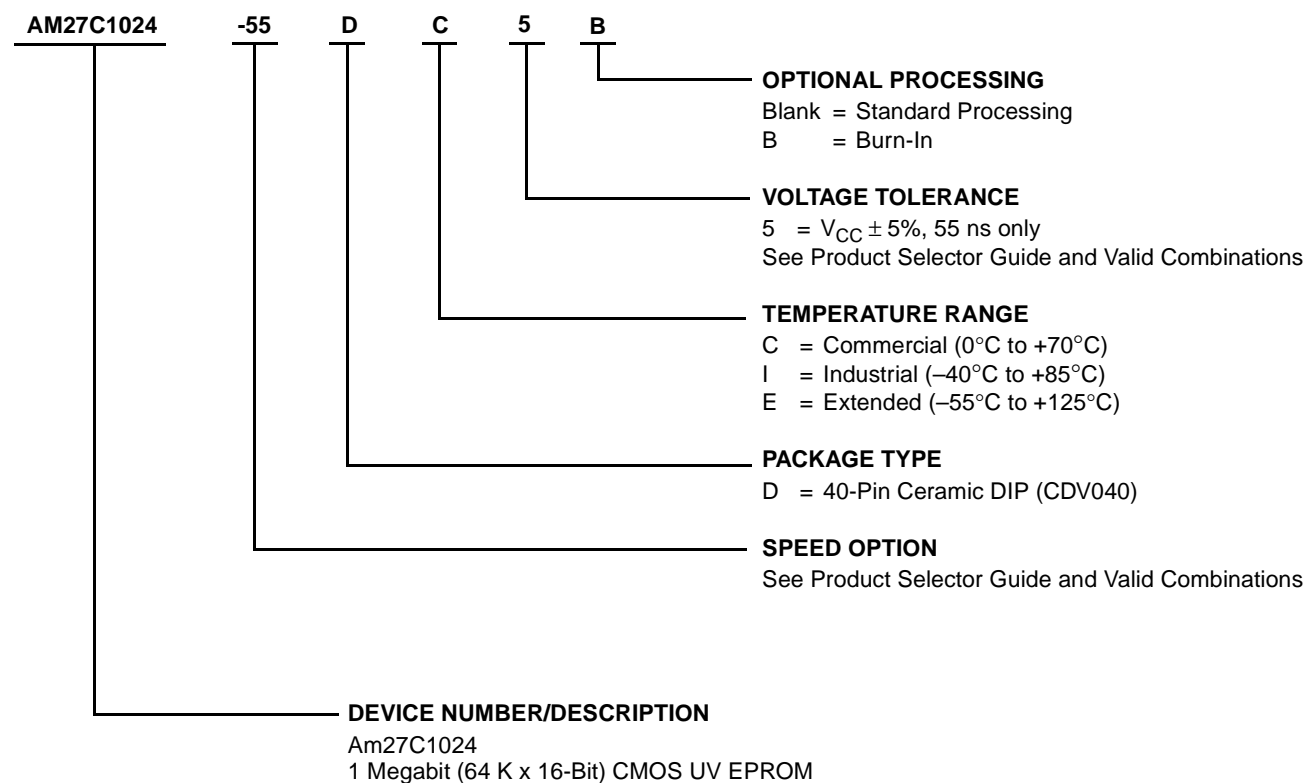 AM27C1024 -55 D C 5 B
OPTIONAL PROCESSING
Blank = Standard Processing
B = Burn-In
VOLTAGE TOLERANCE
5 = VCC ± 5%, 55 ns only
See Product Selector Guide and Valid Combinations
TEMPERATURE RANGE
C = Commercial (0°C to +70°C)
I = Industrial (–40°C to +85°C)
E = Extended (–55°C to +125°C)
PACKAGE TYPE
D = 40-Pin Ceramic DIP (CDV040)
SPEED OPTION
See Product Selector Guide and Valid Combinations
DEVICE NUMBER/DESCRIPTION
Am27C1024
1 Megabit (64 K x 16-Bit) CMOS UV EPROM